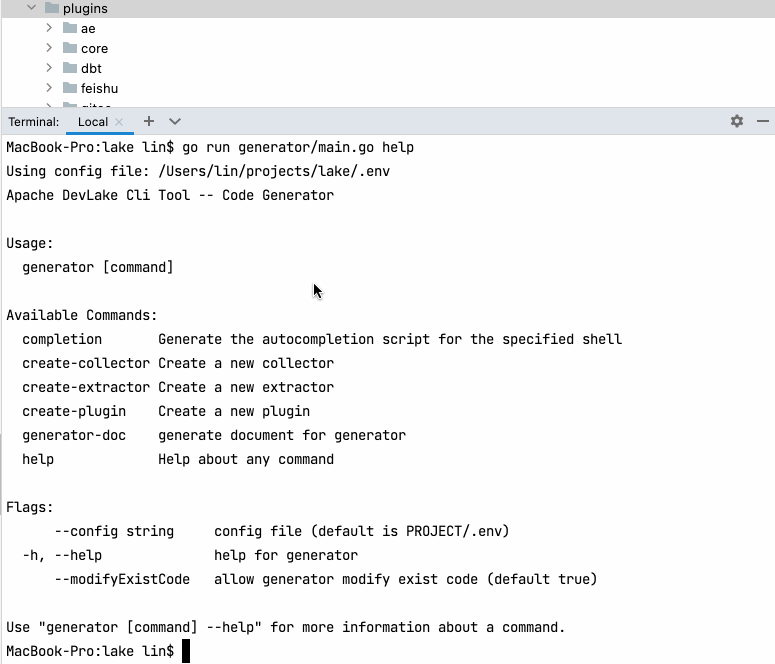 plugins
ae
core
dbt
feishu
Terminal: Local
MacBook-Pro:lake lin$ go run generator/main.go help
Using config file: /Users/lin/projects/lake/.env
Apache DevLake Cli Tool -- Code Generator
Usage:
generator [command]
Available Commands:
completion Generate the autocompletion script for the specified shell
create-collector Create a new collector
create-extractor Create a new extractor
create-plugin Create a new plugin
generator-doc generate document for generator
help Help about any command
Flags:
--config string config file (default is PROJECT/.env)
-h, --help help for generator
--modifyExistCode allow generator modify exist code (default true)
Use "generator [command] --help" for more information about a command.
MacBook-Pro:lake lin$